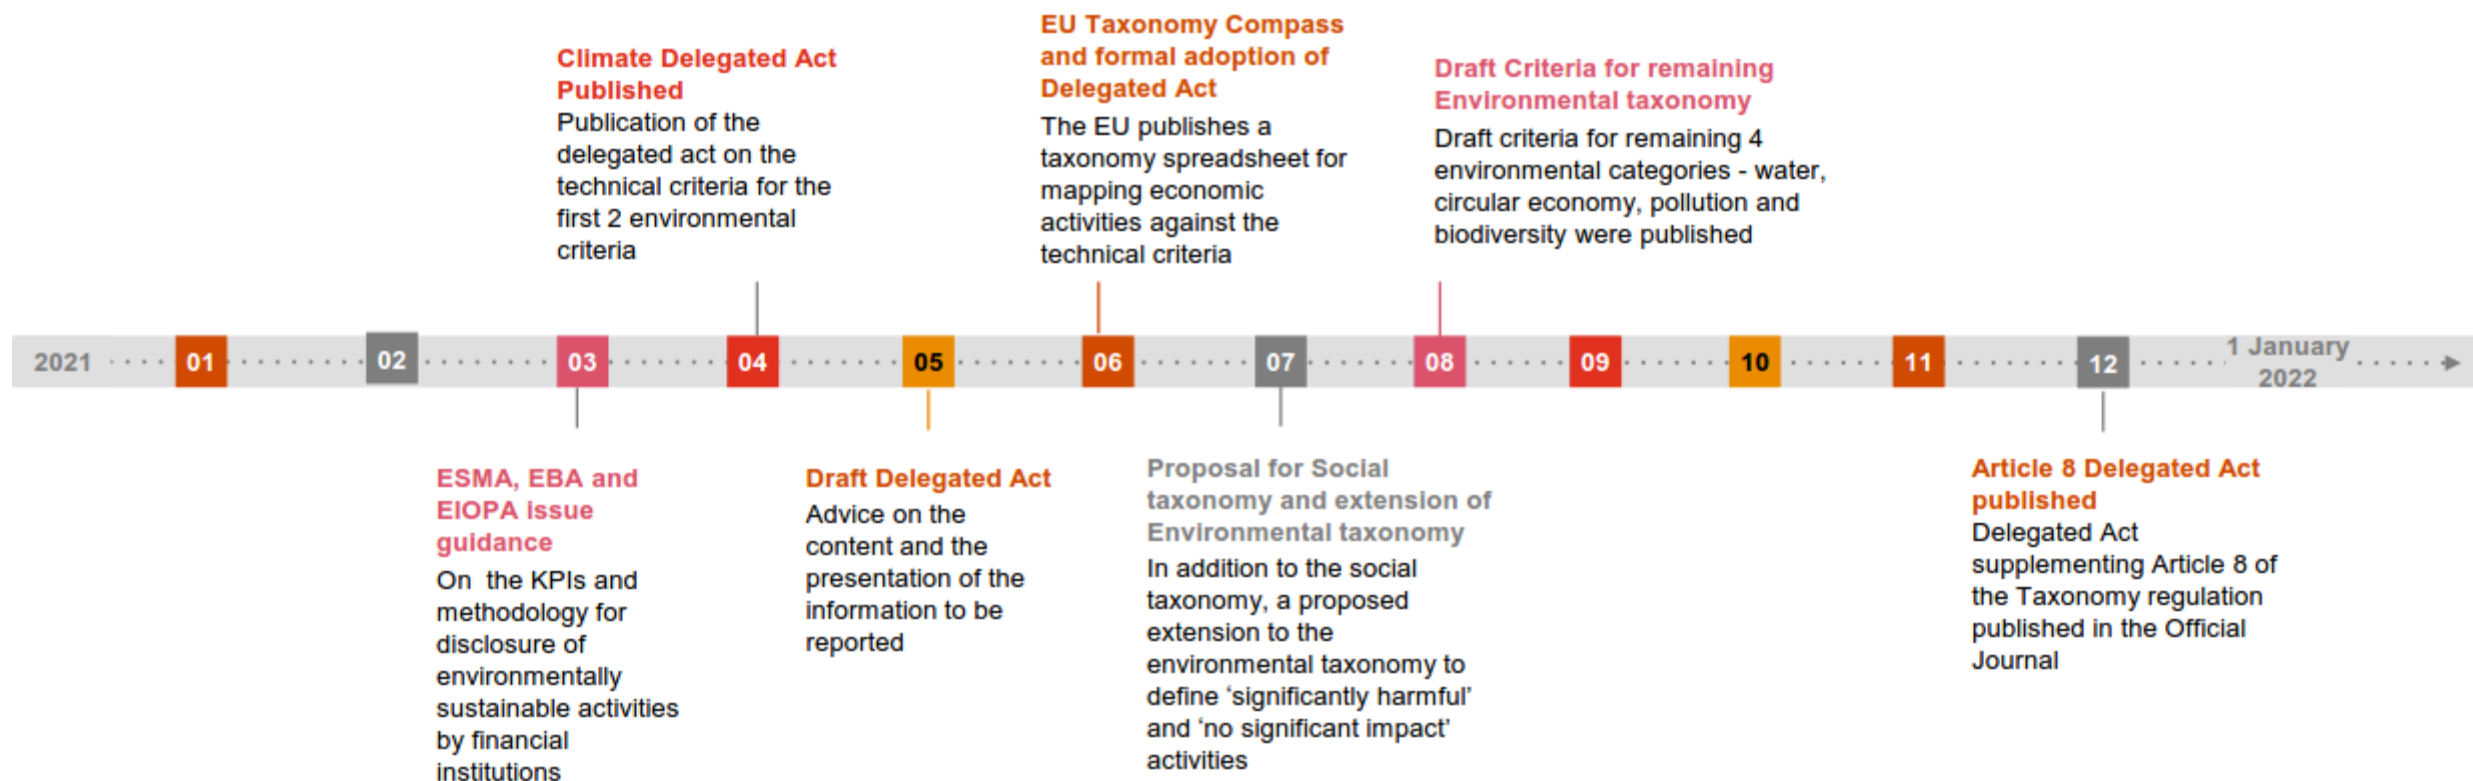 Climate Delegated Act
Published
Publication of the
delegated act on the
technical criteria for the
first 2 environmental
criteria
EU Taxonomy Compass
and formal adoption of
Delegated Act
The EU publishes a
taxonomy spreadsheet for
mapping economic
activities against the
technical criteria
Draft Criteria for remaining
Environmental taxonomy
Draft criteria for remaining 4
environmental categories - water,
circular economy, pollution and
biodiversity were published
2021 01 02 03 04 05 06 07 08 09 10 11 12 1 January
2022
ESMA, EBA and
EIOPA issue
guidance
On the KPIs and
methodology for
disclosure of
environmentally
sustainable activities
by financial
institutions
Draft Delegated Act
Advice on the
content and the
presentation of the
information to be
reported
Proposal for Social
taxonomy and extension of
Environmental taxonomy
In addition to the social
taxonomy, a proposed
extension to the
environmental taxonomy to
define ‘significantly harmful’
and ‘no significant impact’
activities
Article 8 Delegated Act
published
Delegated Act
supplementing Article 8 of
the Taxonomy regulation
published in the Official
Journal